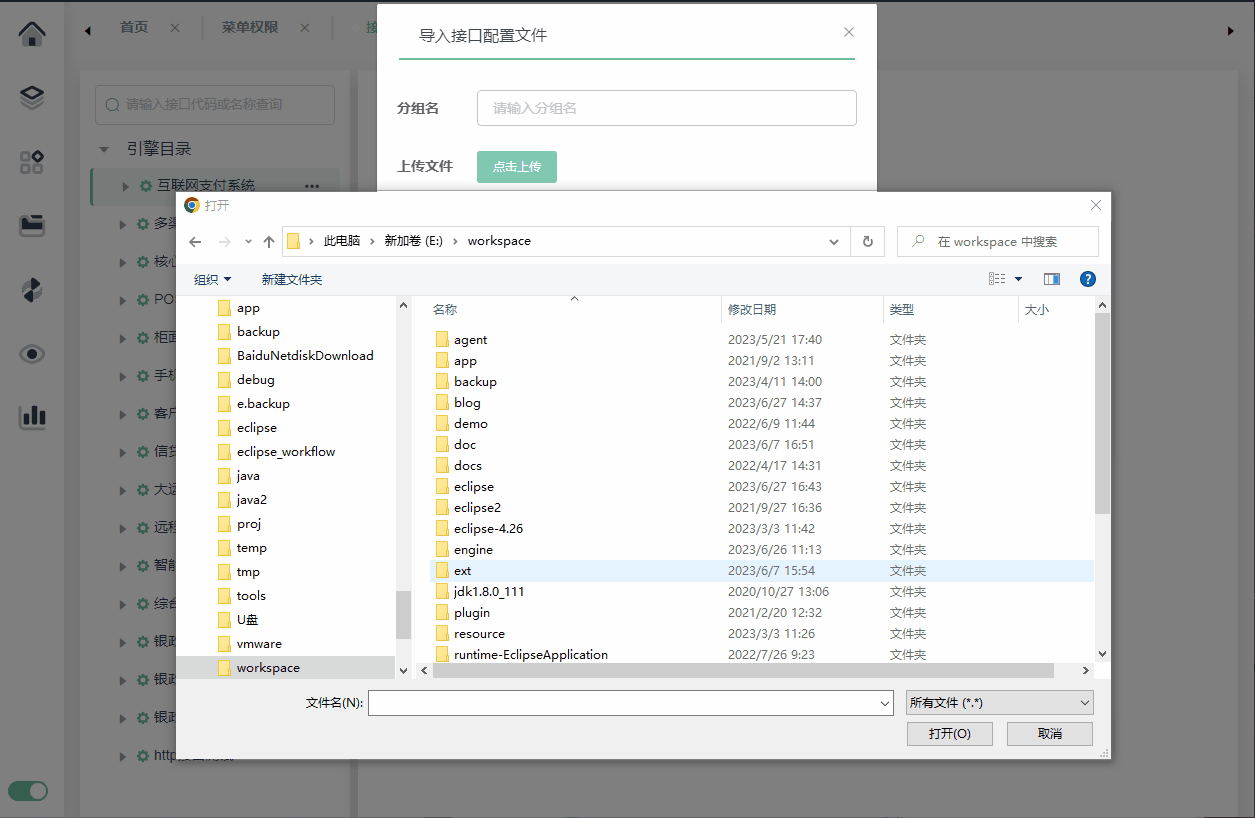 首页 × 菜单权限 × 接
导入接口配置文件
请输入接口代码或名称查询
分组名 请输入分组名
上传文件 点击上传
引擎目录
互联网支付系统 •••
多渠
核心
PO
柜面
手机
客户
信贷
大运
远程
智能
综合
银政
银政
银政
http
打开
此电脑 › 新加卷 (E:) › workspace
在 workspace 中搜索
组织 新建文件夹
app
backup
BaiduNetdiskDownload
debug
e.backup
eclipse
eclipse_workflow
java
java2
proj
temp
tmp
tools
U盘
vmware
workspace
名称 修改日期 类型 大小
agent 2023/5/21 17:40 文件夹
app 2021/9/2 13:11 文件夹
backup 2023/4/11 14:00 文件夹
blog 2023/6/27 14:37 文件夹
demo 2022/6/9 11:44 文件夹
doc 2023/6/7 16:51 文件夹
docs 2022/4/17 14:31 文件夹
eclipse 2023/6/27 16:43 文件夹
eclipse2 2021/9/27 16:36 文件夹
eclipse-4.26 2023/3/3 11:42 文件夹
engine 2023/6/26 11:13 文件夹
ext 2023/6/7 15:54 文件夹
jdk1.8.0_111 2020/10/27 13:06 文件夹
plugin 2021/2/20 12:32 文件夹
resource 2023/3/3 11:26 文件夹
runtime-EclipseApplication 2022/7/26 9:23 文件夹
文件名(N): 所有文件 (*.*)
打开(O) 取消